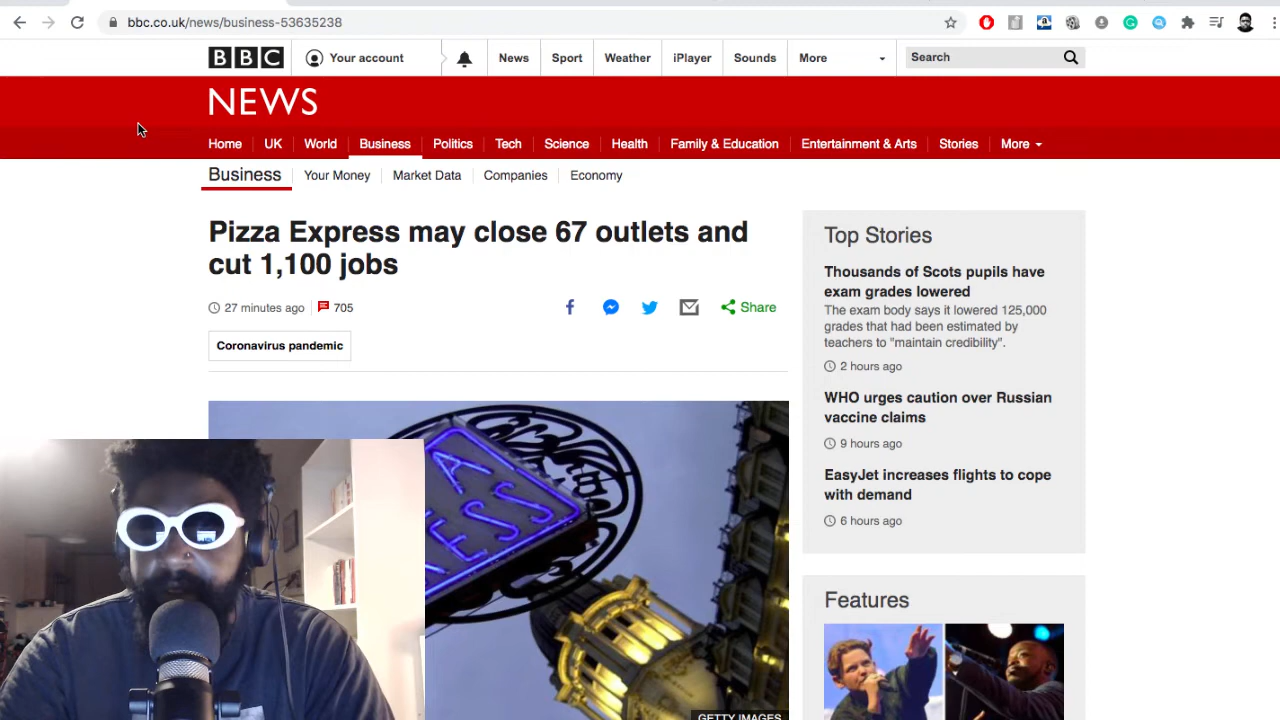 bbc.co.uk/news/business-53635238
BBC
Your account
News
Sport
Weather
iPlayer
Sounds
More
Search
NEWS
Home
UK
World
Business
Politics
Tech
Science
Health
Family & Education
Entertainment & Arts
Stories
More
Business
Your Money
Market Data
Companies
Economy
Pizza Express may close 67 outlets and
cut 1,100 jobs
27 minutes ago
705
Share
Coronavirus pandemic
ZA
ESS
GETTY IMAGES
Top Stories
Thousands of Scots pupils have
exam grades lowered
The exam body says it lowered 125,000
grades that had been estimated by
teachers to "maintain credibility".
2 hours ago
WHO urges caution over Russian
vaccine claims
9 hours ago
EasyJet increases flights to cope
with demand
6 hours ago
Features